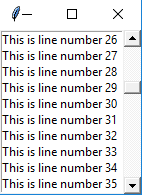 This is line number 26
This is line number 27
This is line number 28
This is line number 29
This is line number 30
This is line number 31
This is line number 32
This is line number 33
This is line number 34
This is line number 35